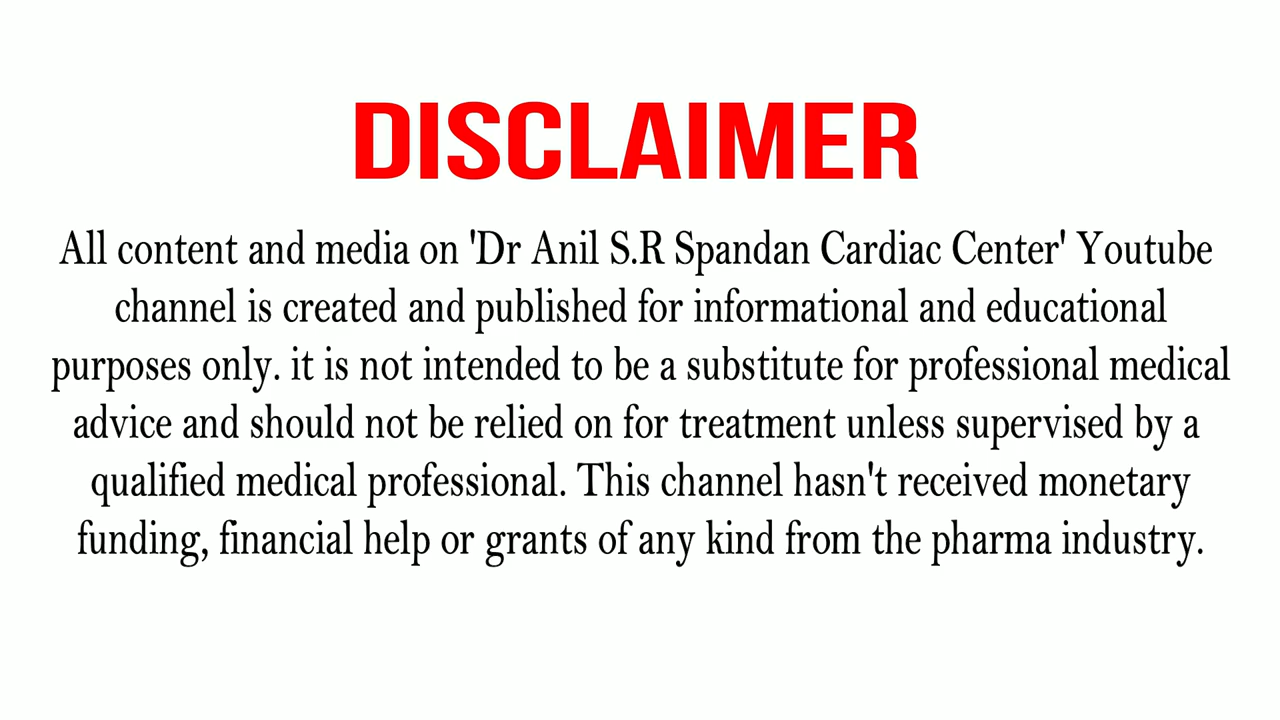 DISCLAIMER
All content and media on 'Dr Anil S.R Spandan Cardiac Center' Youtube
channel is created and published for informational and educational
purposes only. it is not intended to be a substitute for professional medical
advice and should not be relied on for treatment unless supervised by a
qualified medical professional. This channel hasn't received monetary
funding, financial help or grants of any kind from the pharma industry.